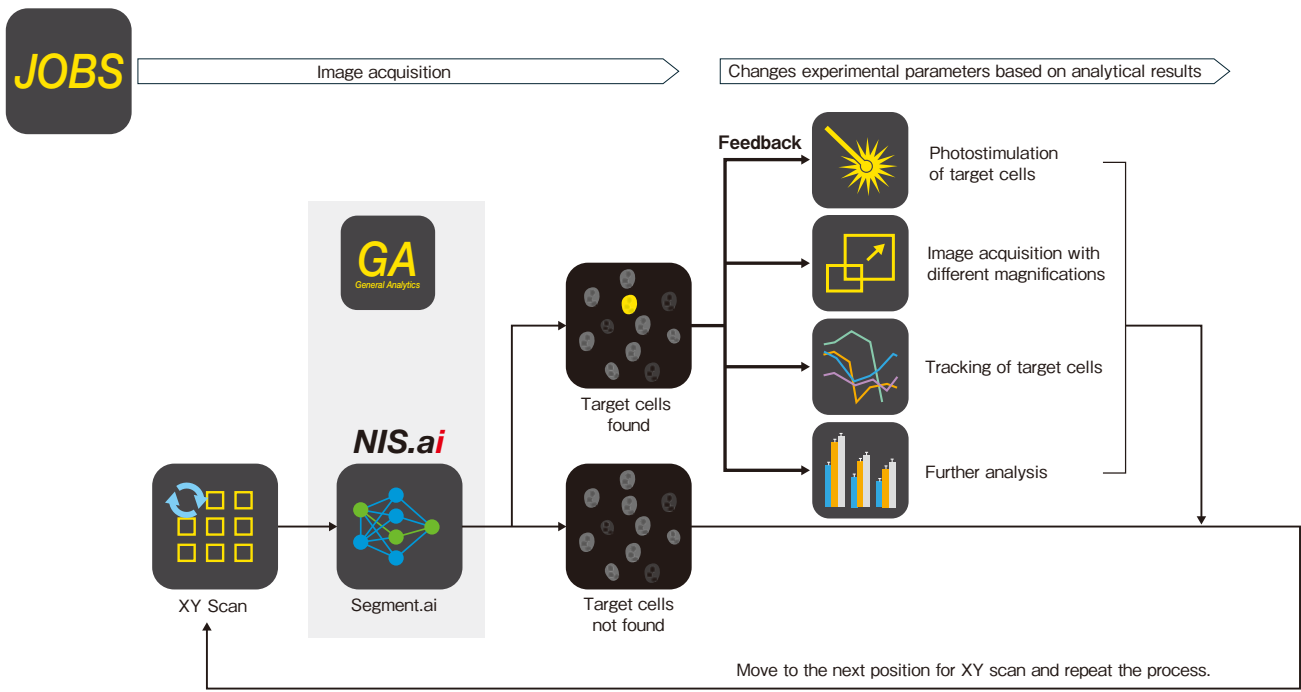 JOBS
Image acquisition
Changes experimental parameters based on analytical results
Feedback
Photostimulation
of target cells
GA
General Analytics
Image acquisition with
different magnifications
Tracking of target cells
Target cells
found
NIS.ai
Further analysis
XY Scan
Segment.ai
Target cells
not found
Move to the next position for XY scan and repeat the process.